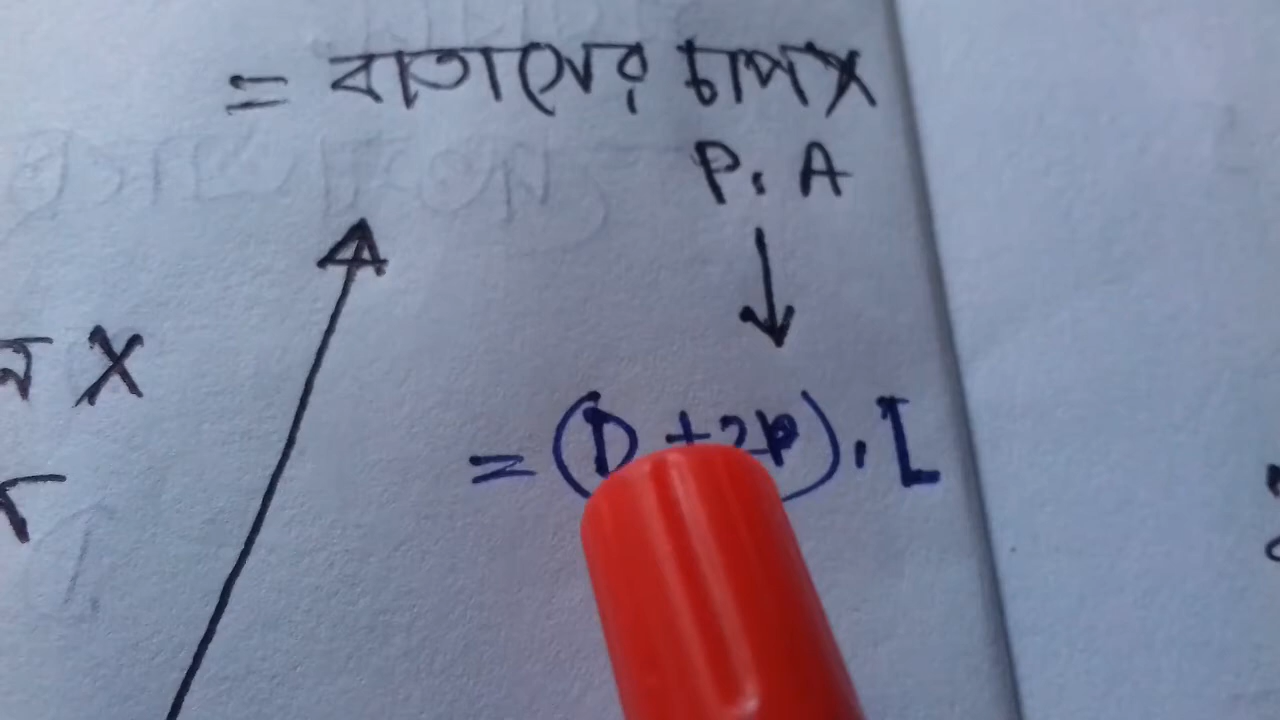 = বাতাসের চাপ X
P. A
ন X
= (D + 2P). L